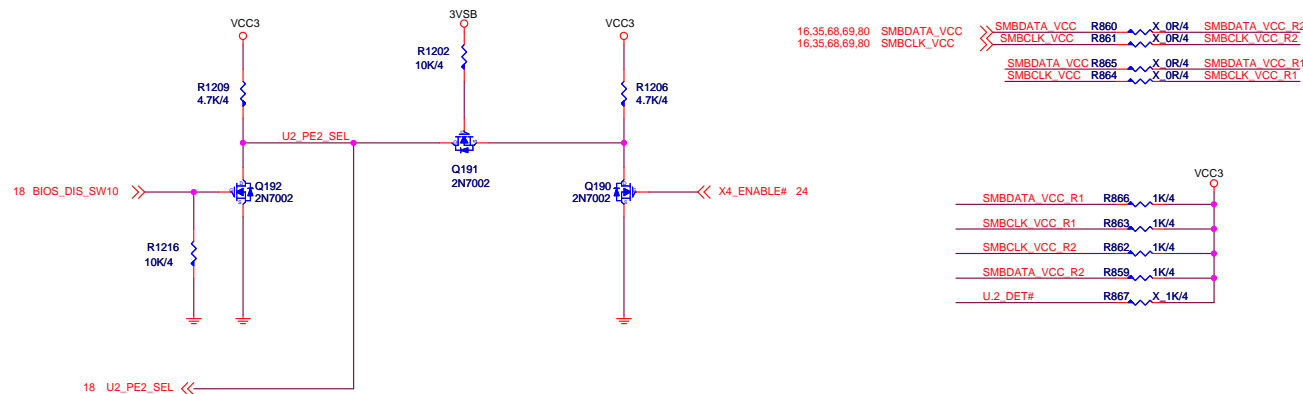 VCC3
3VSB
VCC3
R1202
10K/4
R1209
4.7K/4
R1206
4.7K/4
U2_PE2_SEL
Q191
2N7002
18 BIOS_DIS_SW10
Q192
2N7002
Q190
2N7002
X4_ENABLE# 24
R1216
10K/4
18 U2_PE2_SEL
16,35,68,69,80 SMBDATA_VCC
16,35,68,69,80 SMBCLK_VCC
SMBDATA_VCC R860 X_0R/4 SMBDATA_VCC_R2
SMBCLK_VCC R861 X_0R/4 SMBCLK_VCC_R2
SMBDATA_VCC R865 X_0R/4 SMBDATA_VCC_R1
SMBCLK_VCC R864 X_0R/4 SMBCLK_VCC_R1
VCC3
SMBDATA_VCC_R1 R866 1K/4
SMBCLK_VCC_R1 R863 1K/4
SMBCLK_VCC_R2 R862 1K/4
SMBDATA_VCC_R2 R859 1K/4
U.2_DET# R867 X_1K/4